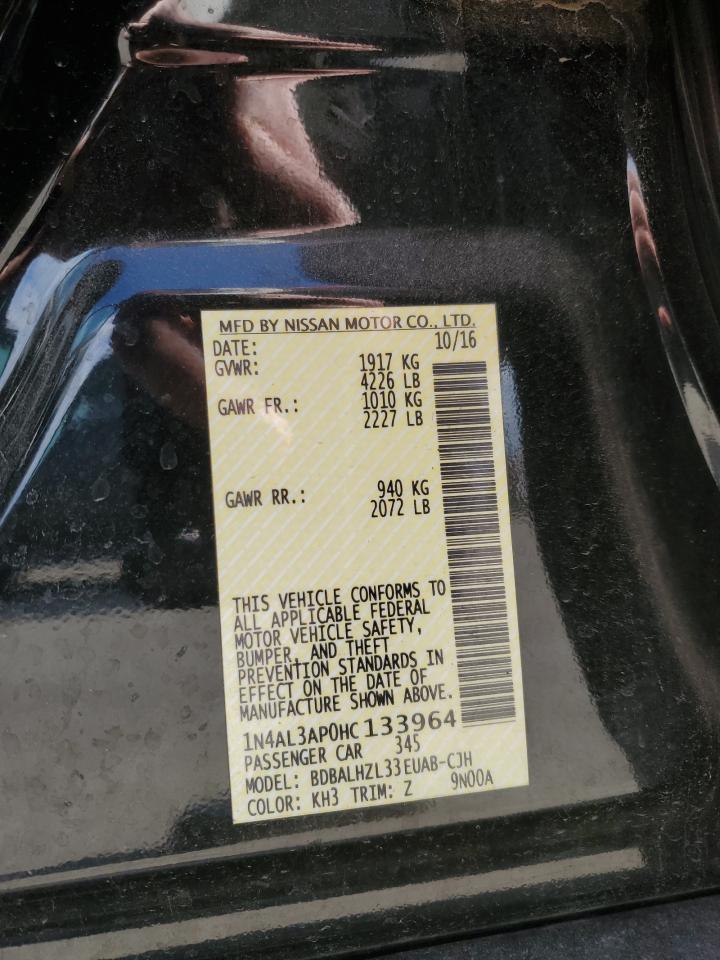 MFD BY NISSAN MOTOR CO., LTD.
DATE: 10/16
GVWR: 1917 KG
4226 LB
GAWR FR.: 1010 KG
2227 LB
GAWR RR.: 940 KG
2072 LB
THIS VEHICLE CONFORMS TO
ALL APPLICABLE FEDERAL
MOTOR VEHICLE SAFETY,
BUMPER, AND THEFT
PREVENTION STANDARDS IN
EFFECT ON THE DATE OF
MANUFACTURE SHOWN ABOVE.
1N4AL3AP0HC133964
PASSENGER CAR 345
MODEL: BDBALHZL33EUAB-CJH
COLOR: KH3 TRIM: Z 9N00A